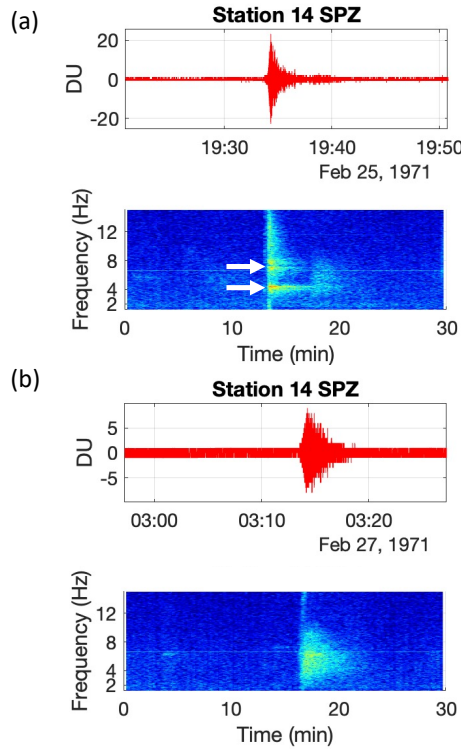 (a)
Station 14 SPZ
20
0
-20
DU
19:30 19:40 19:50
Feb 25, 1971
12
8
4
2
Frequency (Hz)
0 10 20 30
Time (min)
(b)
Station 14 SPZ
5
0
-5
DU
03:00 03:10 03:20
Feb 27, 1971
12
8
4
2
Frequency (Hz)
0 10 20 30
Time (min)